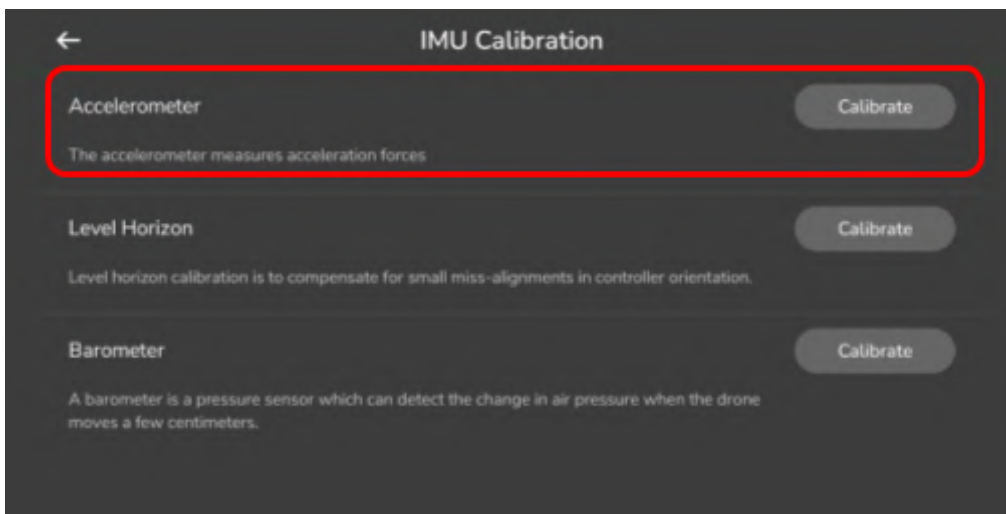 IMU Calibration
Accelerometer
Calibrate
The accelerometer measures acceleration forces
Level Horizon
Calibrate
Level horizon calibration is to compensate for small miss-alignments in controller orientation.
Barometer
Calibrate
A barometer is a pressure sensor which can detect the change in air pressure when the drone
moves a few centimeters.